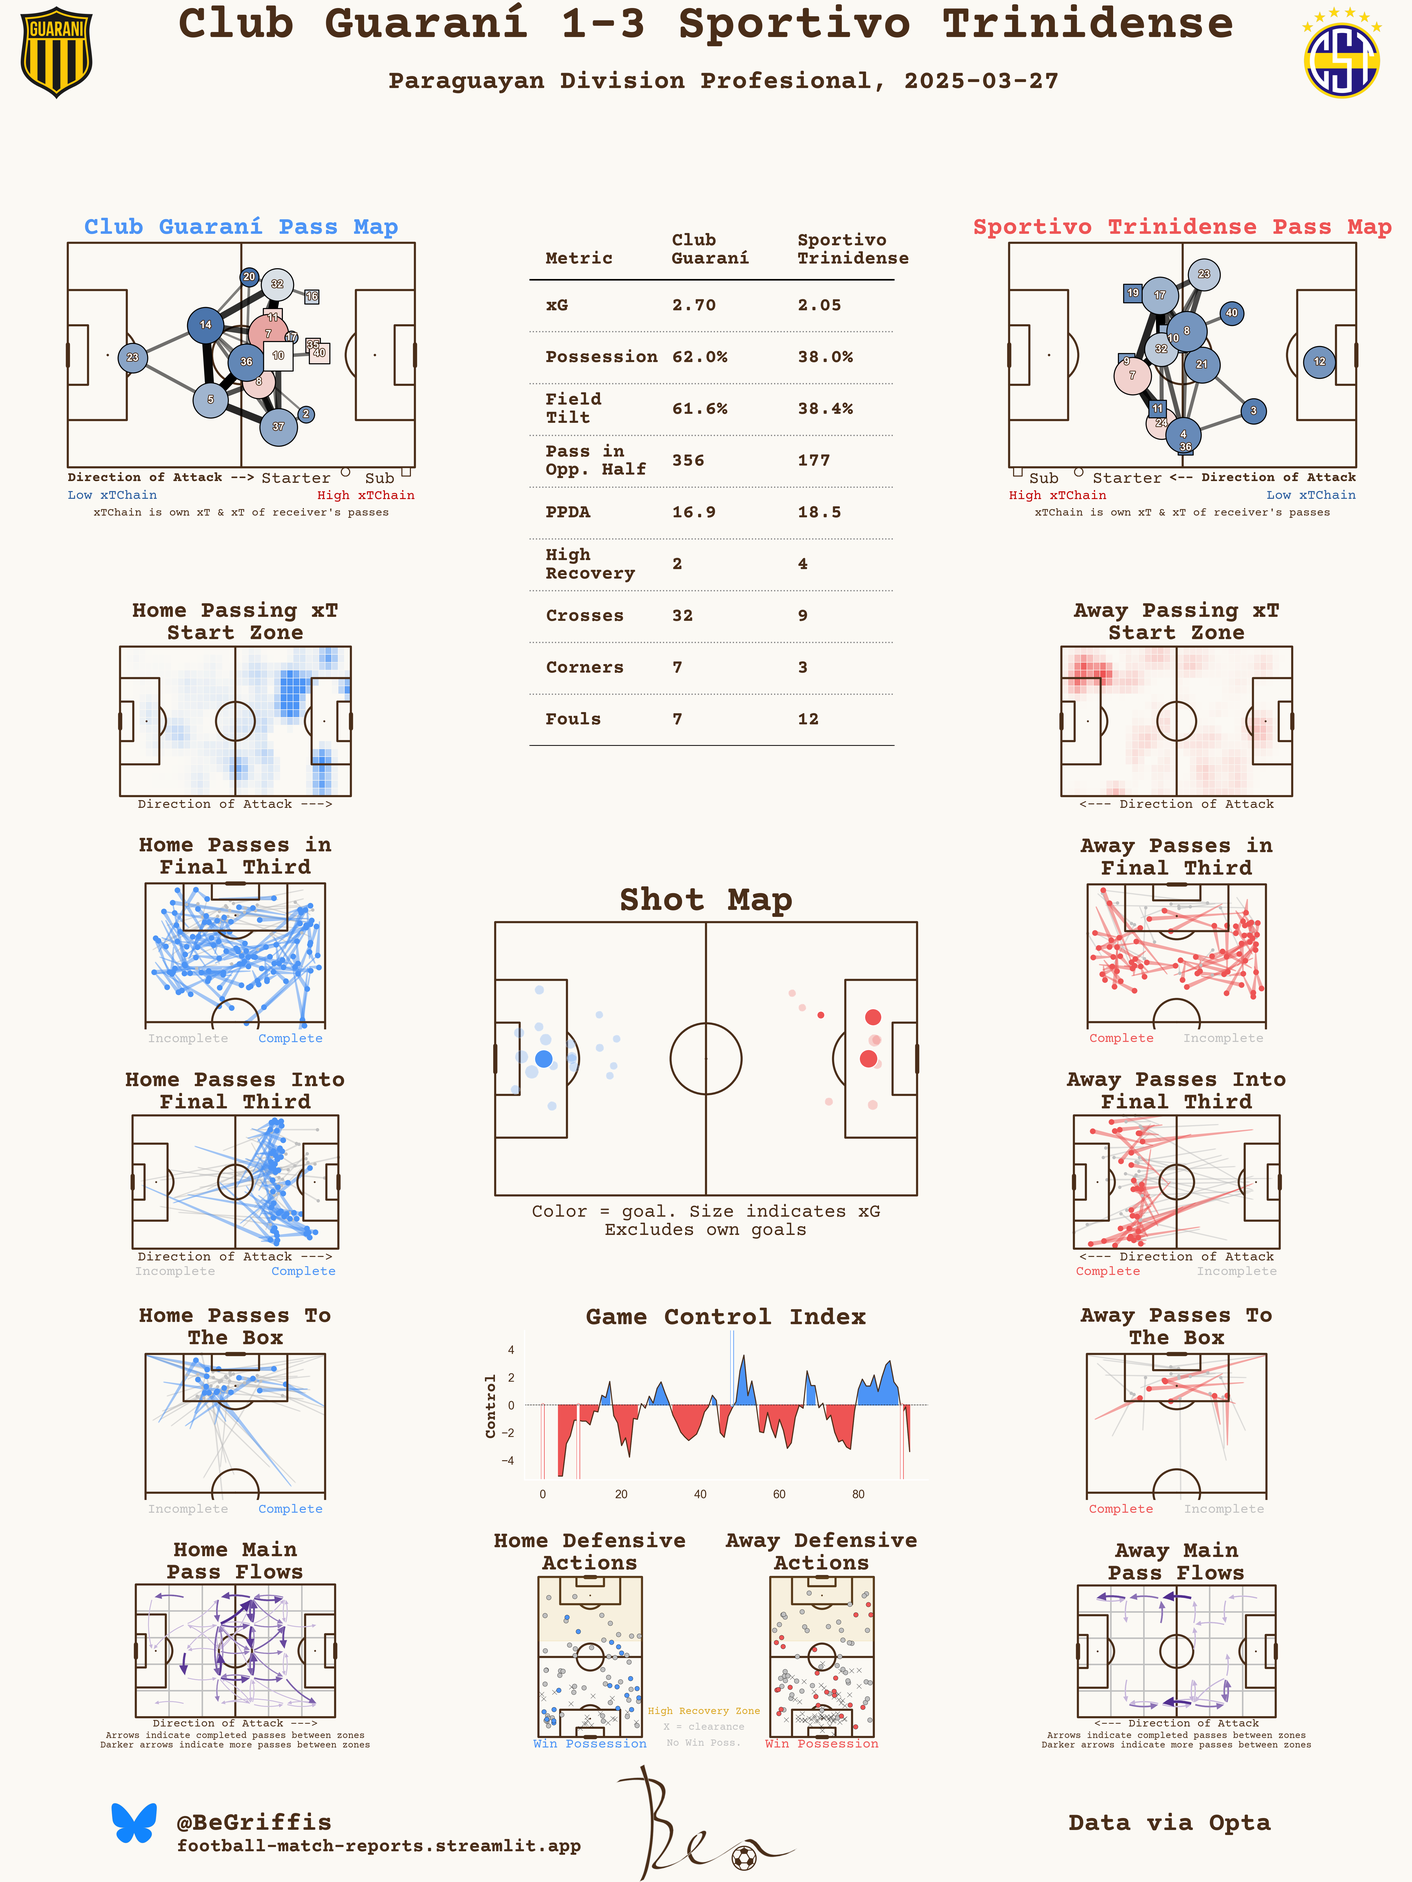 Club Guaraní 1-3 Sportivo Trinidense
Paraguayan Division Profesional, 2025-03-27
GUARANI
CST
Club Guaraní Pass Map
20
32
16
11
14
7
17
35
40
10
23
36
8
5
2
37
Direction of Attack --> Starter Sub
Low xTChain High xTChain
xTChain is own xT & xT of receiver's passes
Metric Club Guaraní Sportivo Trinidense
xG 2.70 2.05
Possession 62.0% 38.0%
Field Tilt 61.6% 38.4%
Pass in Opp. Half 356 177
PPDA 16.9 18.5
High Recovery 2 4
Crosses 32 9
Corners 7 3
Fouls 7 12
Sportivo Trinidense Pass Map
23
19
17
40
8
10
32
9
7
21
12
11
3
24
4
36
Sub Starter <-- Direction of Attack
High xTChain Low xTChain
xTChain is own xT & xT of receiver's passes
Home Passing xT
Start Zone
Direction of Attack --->
Away Passing xT
Start Zone
<--- Direction of Attack
Home Passes in
Final Third
Incomplete Complete
Away Passes in
Final Third
Complete Incomplete
Shot Map
Color = goal. Size indicates xG
Excludes own goals
Home Passes Into
Final Third
Direction of Attack --->
Incomplete Complete
Away Passes Into
Final Third
<--- Direction of Attack
Complete Incomplete
Home Passes To
The Box
Incomplete Complete
Game Control Index
Control
4
2
0
−2
−4
0 20 40 60 80
Away Passes To
The Box
Complete Incomplete
Home Main
Pass Flows
Direction of Attack --->
Arrows indicate completed passes between zones
Darker arrows indicate more passes between zones
Home Defensive
Actions
Win Possession
High Recovery Zone
X = clearance
No Win Poss.
Away Defensive
Actions
Win Possession
Away Main
Pass Flows
<--- Direction of Attack
Arrows indicate completed passes between zones
Darker arrows indicate more passes between zones
@BeGriffis
football-match-reports.streamlit.app
Ben
Data via Opta